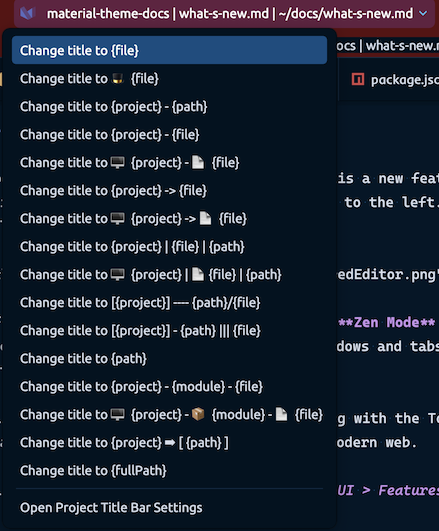 material-theme-docs | what-s-new.md | ~/docs/what-s-new.md
Change title to {file}
ocs | what-s-new.m
Change title to {file}
package.jso
Change title to {project} - {path}
Change title to {project} - {file}
Change title to 🖥️ {project} - 📄 {file}
is a new feat
Change title to {project} -> {file}
to the left.
Change title to 🖥️ {project} -> 📄 {file}
Change title to {project} | {file} | {path}
Change title to 🖥️ {project} | 📄 {file} | {path}
edEditor.png"
Change title to [{project}] ---- {path}/{file}
Change title to [{project}] - {path} ||| {file}
**Zen Mode**
dows and tabs
Change title to {path}
Change title to {project} - {module} - {file}
Change title to 🖥️ {project} - 📦 {module} - 📄 {file}
g with the To
Change title to {project} ➡ [ {path} ]
odern web.
Change title to {fullPath}
UI > Features
Open Project Title Bar Settings